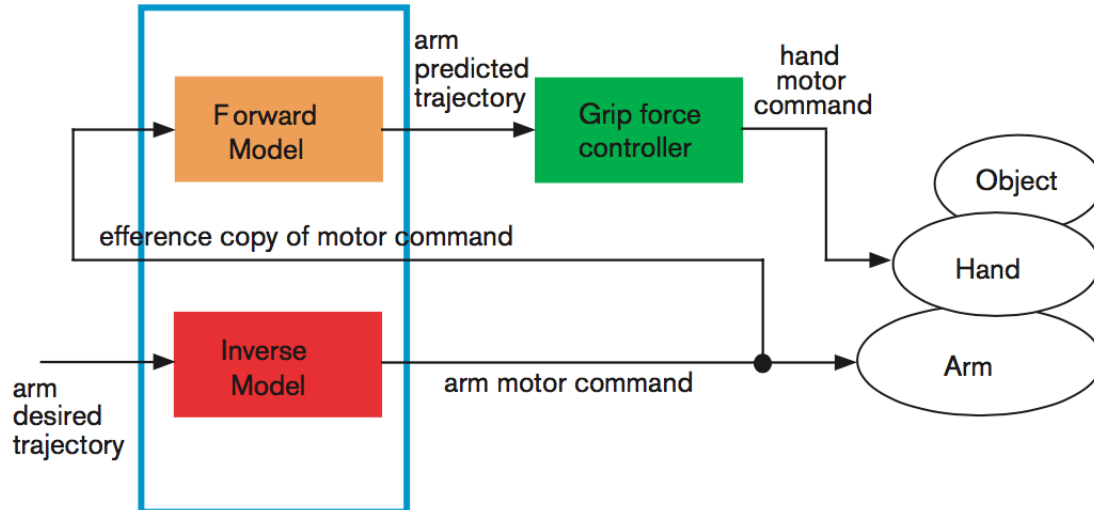 arm
predicted
trajectory
hand
motor
command
Forward
Model
Grip force
controller
Object
efference copy of motor command
Hand
Inverse
Model
arm motor command
Arm
arm
desired
trajectory